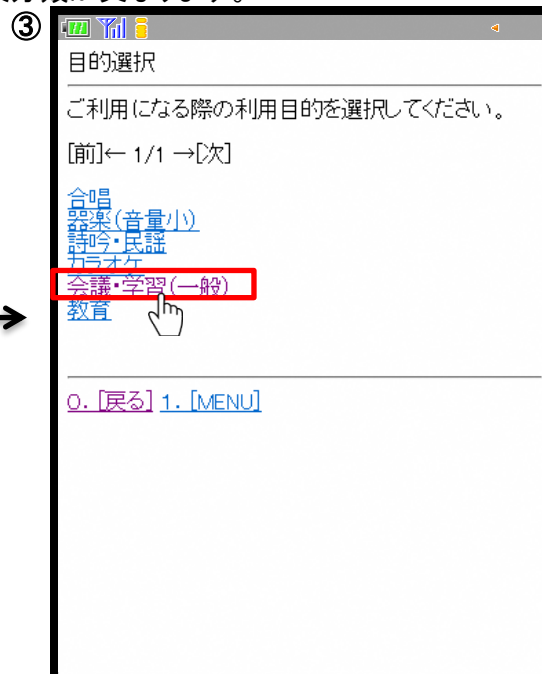 ③
目的選択
ご利用になる際の利用目的を選択してください。
[前]← 1/1 →[次]
合唱
器楽(音量小)
詩吟・民謡
カラオケ
会議・学習(一般)
教育
0. [戻る] 1. [MENU]